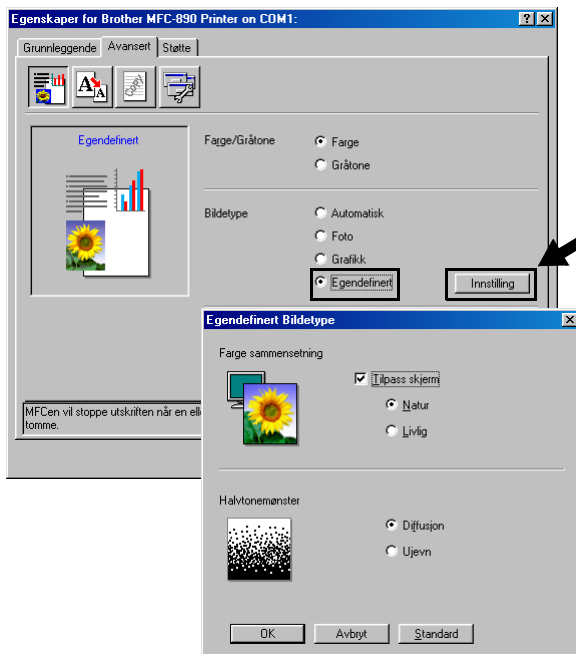 Egenskaper for Brother MFC-890 Printer on COM1:
Grunnleggende Avansert Støtte
Copy
Egendefinert
Farge/Gråtone
Farge
Gråtone
Bildetype
Automatisk
Foto
Grafikk
Egendefinert
Innstilling
MFCen vil stoppe utskriften når en elle
tomme.
Egendefinert Bildetype
Farge sammensetning
Tilpass skjerm
Natur
Livlig
Halvtonemønster
Diffusjon
Ujevn
OK Avbryt Standard